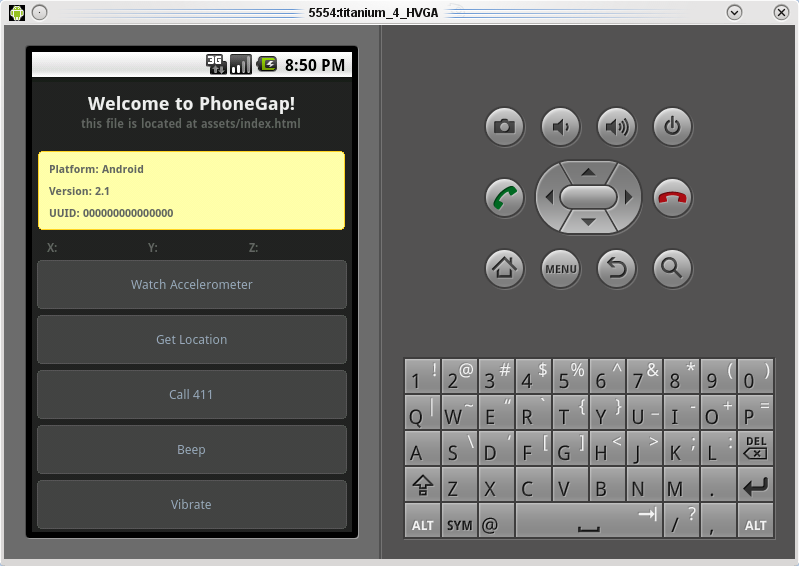 5554:titanium_4_HVGA
3G 8:50 PM
Welcome to PhoneGap!
this file is located at assets/index.html
Platform: Android
Version: 2.1
UUID: 000000000000000
X: Y: Z:
Watch Accelerometer
Get Location
Call 411
Beep
Vibrate
MENU
1 ! 2 @ 3 # 4 $ 5 % 6 ^ 7 & 8 * 9 ( 0 )
Q | W ~ E “ R ` T { Y } U _ I - O + P =
A S \ D ‘ F [ G ] H < J > K ; L : DEL
Z X C V B N M .
ALT SYM @ / ? , ALT